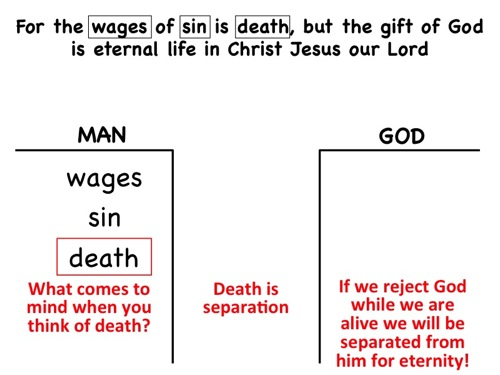 For the wages of sin is death, but the gift of God
is eternal life in Christ Jesus our Lord
MAN
wages
sin
death
What comes to
mind when you
think of death?
Death is
separation
GOD
If we reject God
while we are
alive we will be
separated from
him for eternity!